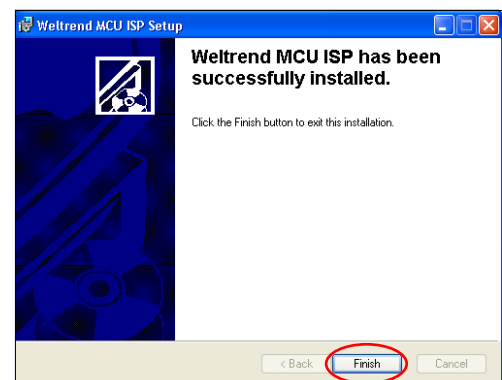 Weltrend MCU ISP Setup
Weltrend MCU ISP has been
successfully installed.
Click the Finish button to exit this installation.
< Back
Finish
Cancel